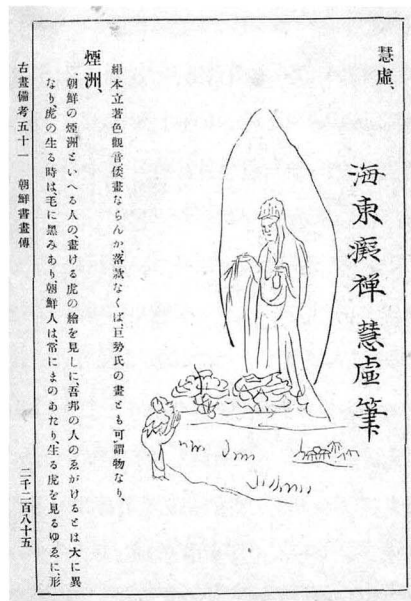 慧虛、
海東癡禪慧虛筆
絹本立著色觀音倭畫ならんか、落款なくば、巨勢氏の畫とも可謂物なり、
煙洲、
朝鮮の煙洲といへる人の、畫ける虎の繪を見しに、吾邦の人のゑがけるとは大に異
なり、虎の生る時は、毛に黑みあり朝鮮人は、常にまのあたり、生る虎を見るゆゑに、形
古畫備考五十一 朝鮮書畫傳
二千二百八十五